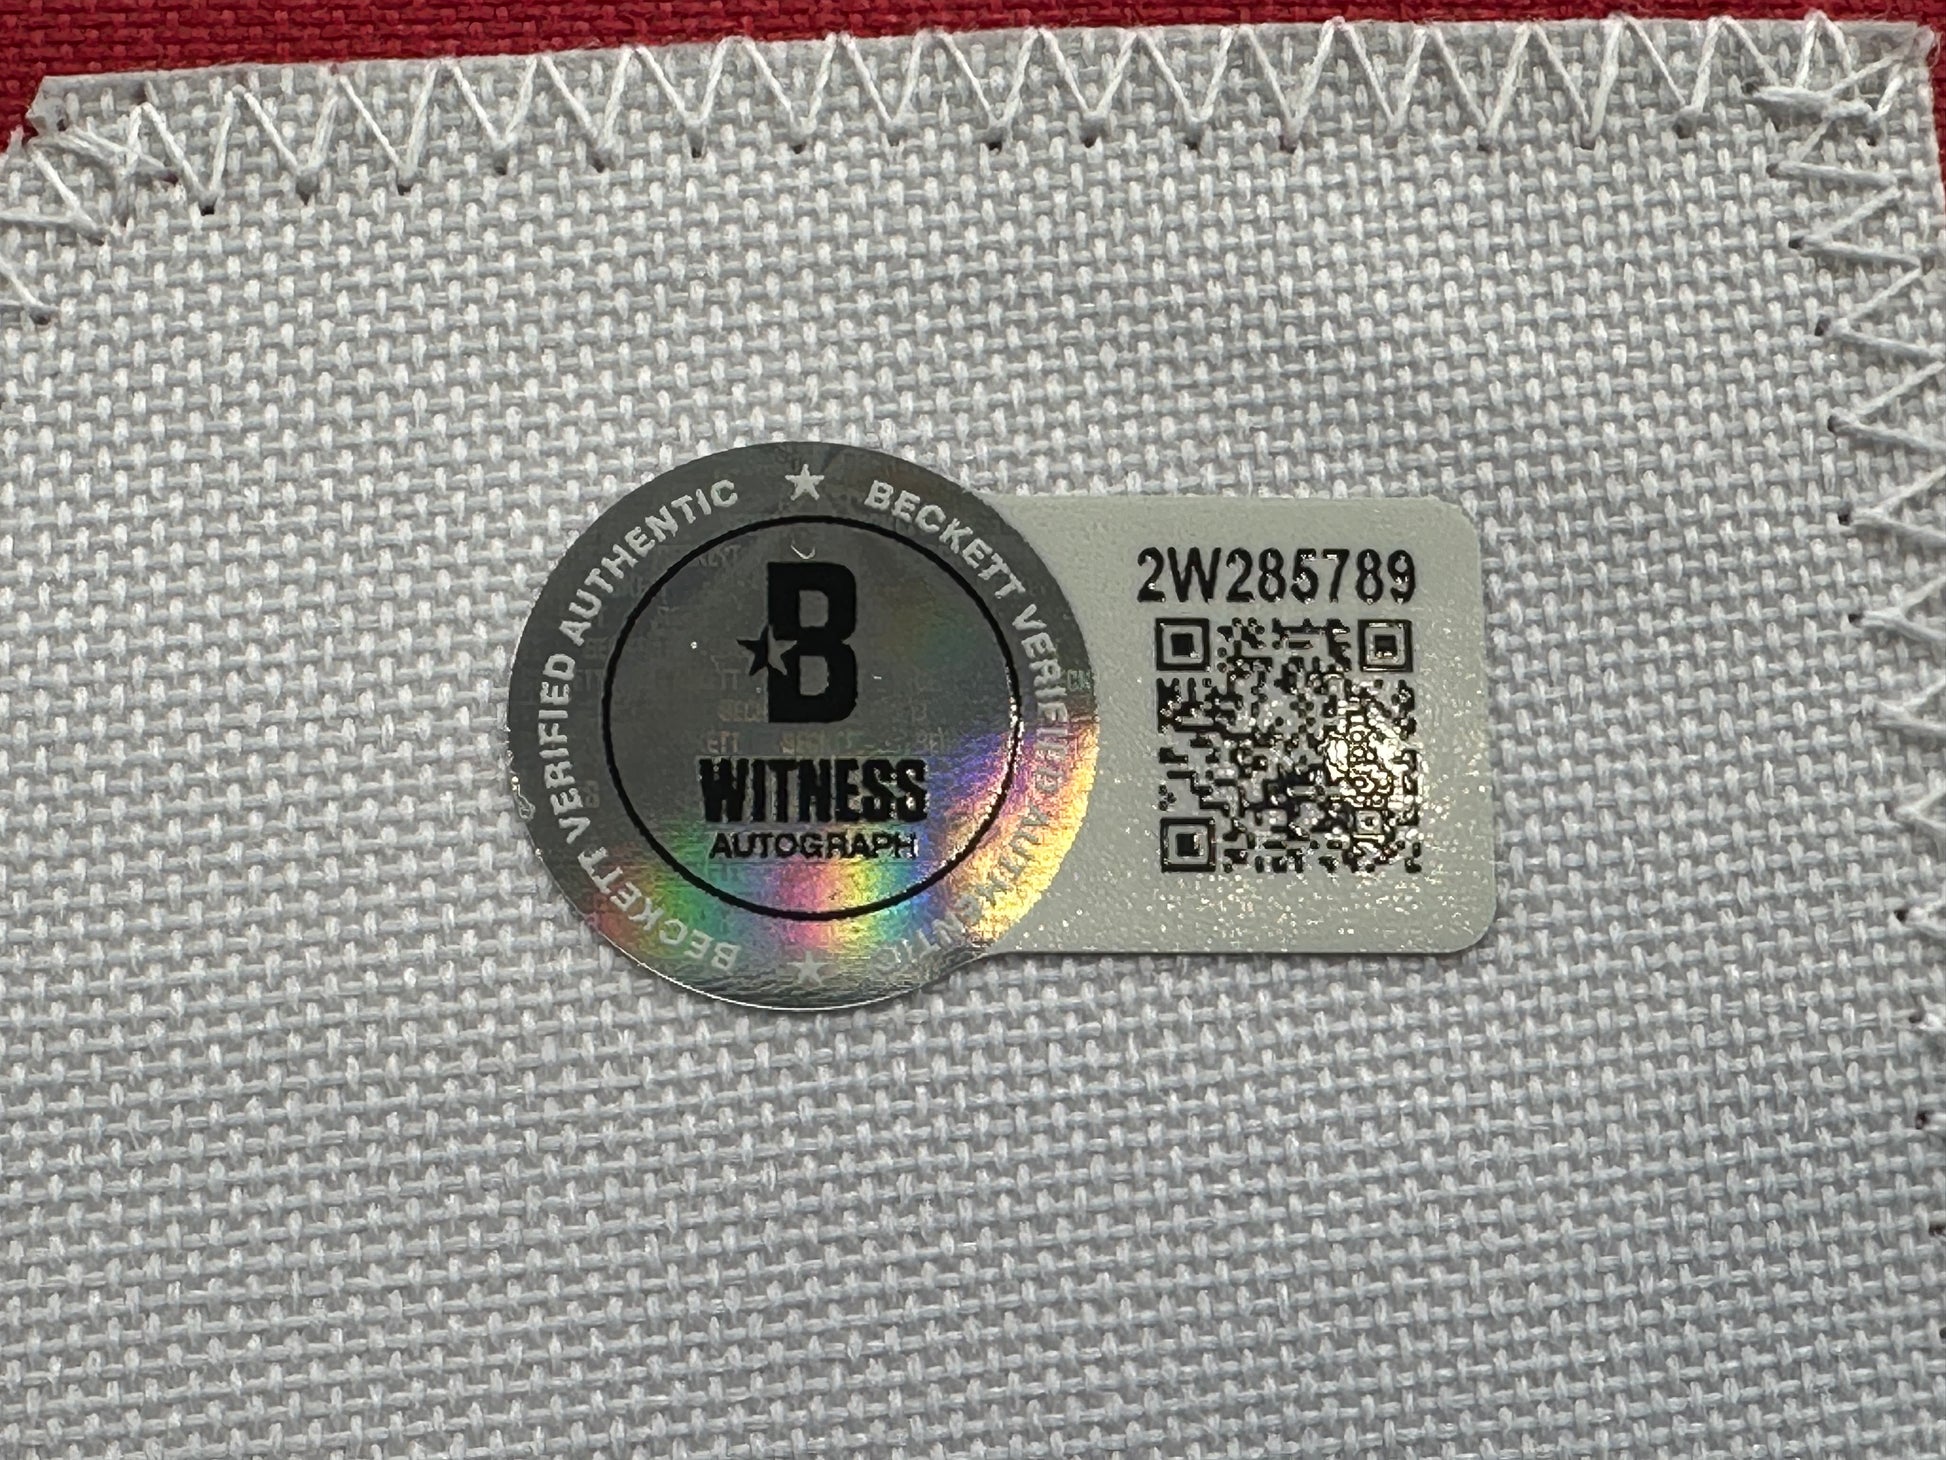 BECKETT VERIFIED AUTHENTIC
BECKETT VERIFIED AUTHENTIC
B
WITNESS
AUTOGRAPH
2W285789